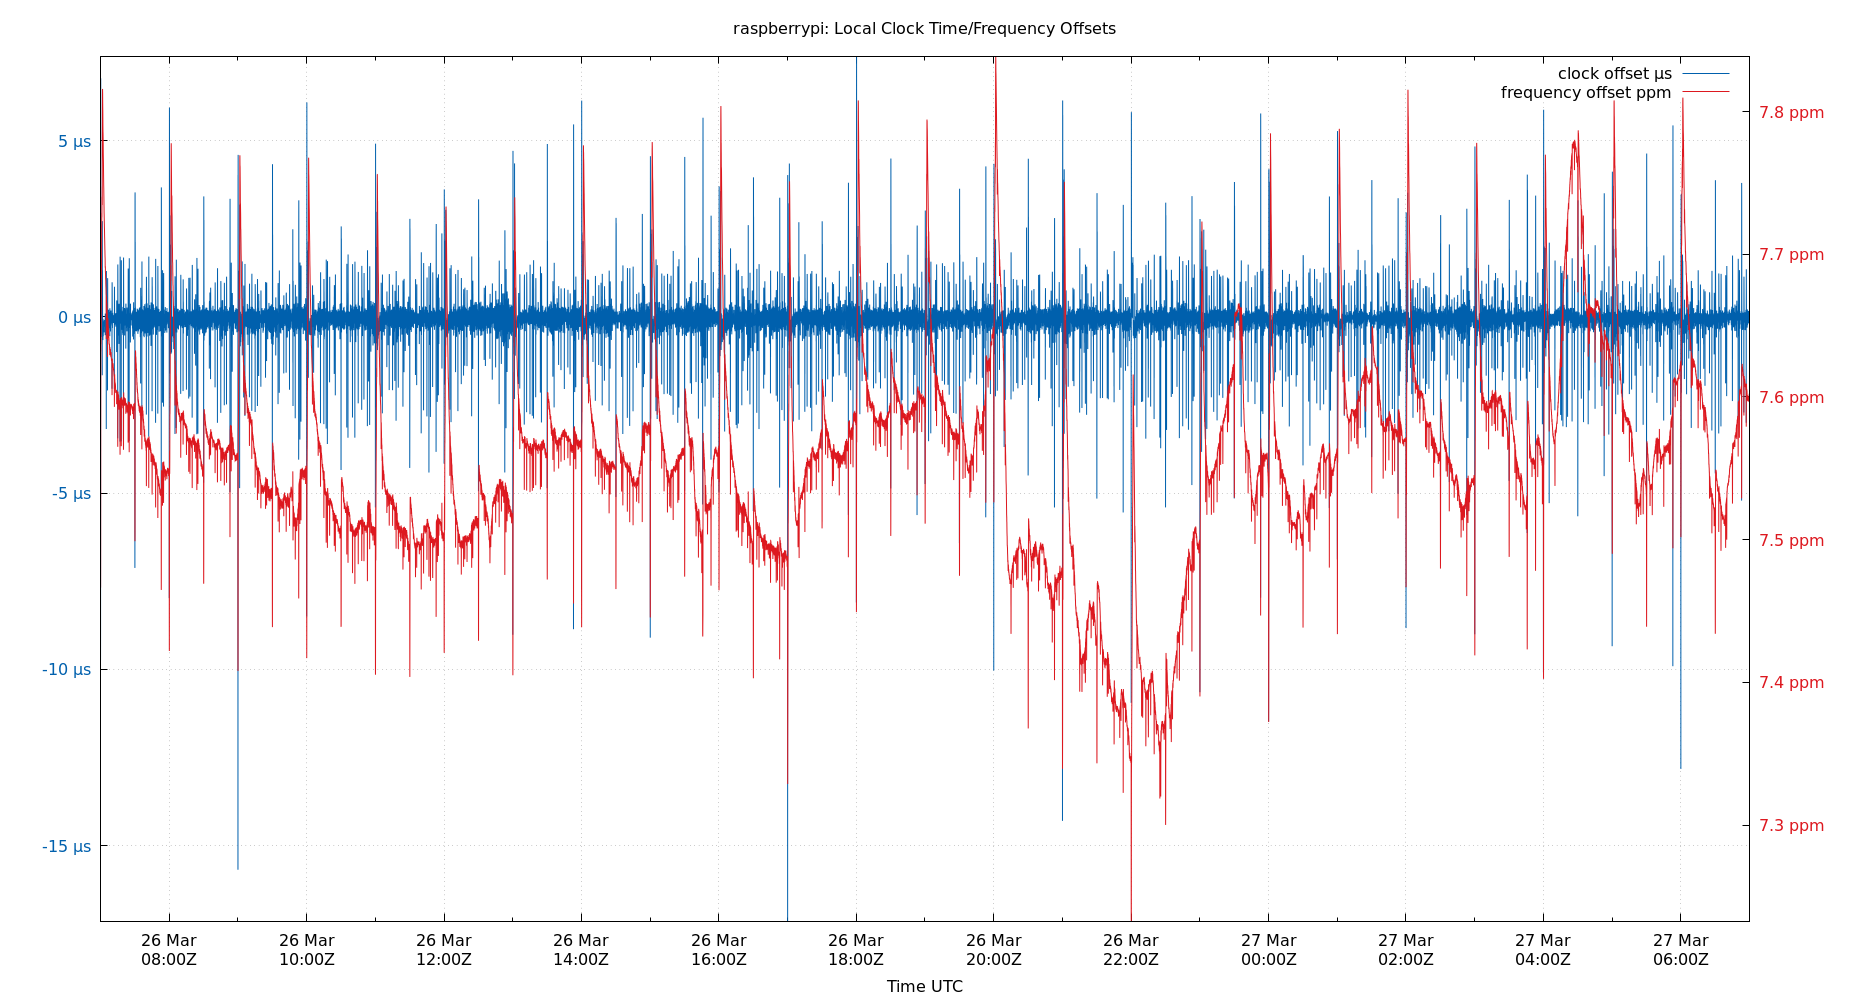 raspberrypi: Local Clock Time/Frequency Offsets
clock offset µs
frequency offset ppm
5 µs
0 µs
-5 µs
-10 µs
-15 µs
7.8 ppm
7.7 ppm
7.6 ppm
7.5 ppm
7.4 ppm
7.3 ppm
26 Mar 26 Mar 26 Mar 26 Mar 26 Mar 26 Mar 26 Mar 26 Mar 27 Mar 27 Mar 27 Mar 27 Mar
08:00Z 10:00Z 12:00Z 14:00Z 16:00Z 18:00Z 20:00Z 22:00Z 00:00Z 02:00Z 04:00Z 06:00Z
Time UTC